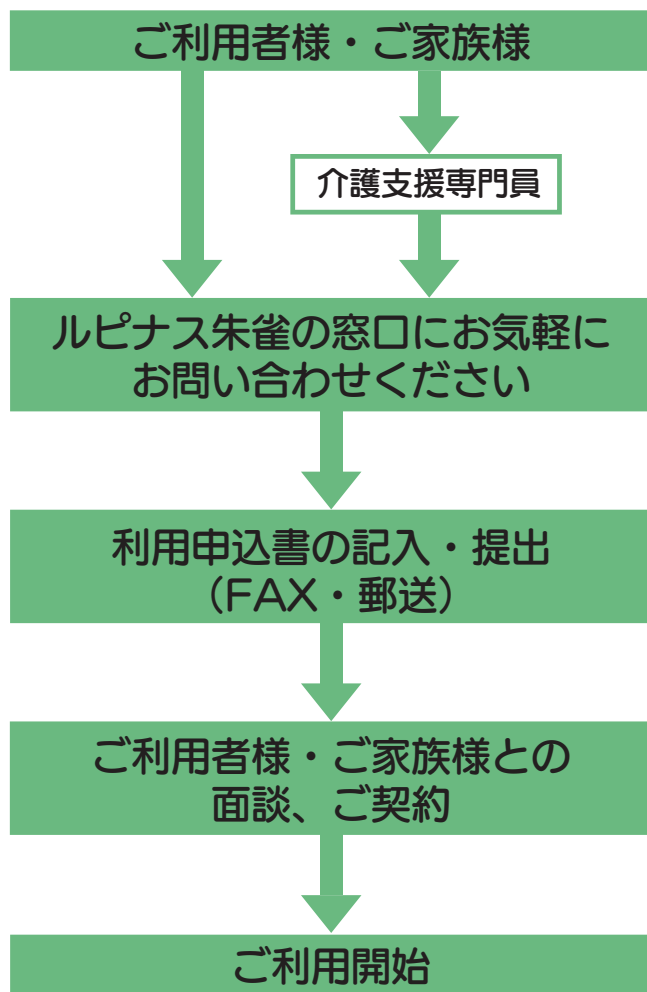 ご利用者様・ご家族様
介護支援専門員
ルピナス朱雀の窓口にお気軽に
お問い合わせください
利用申込書の記入・提出
（FAX・郵送）
ご利用者様・ご家族様との
面談、ご契約
ご利用開始